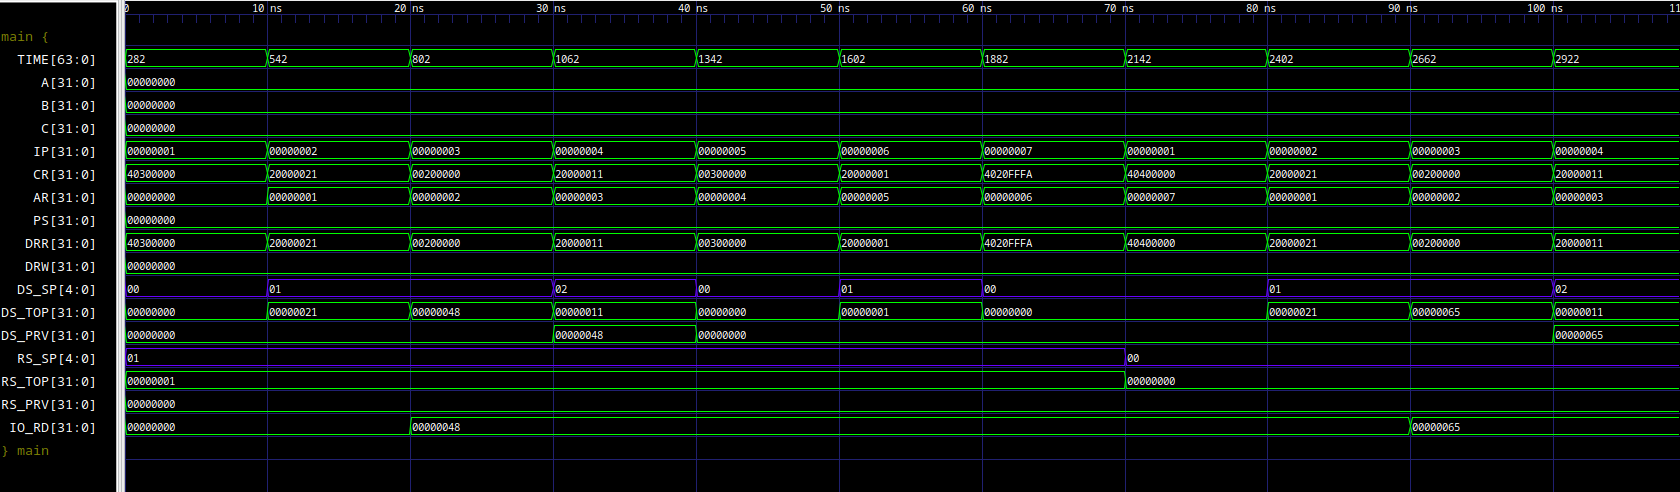 0 10 ns 20 ns 30 ns 40 ns 50 ns 60 ns 70 ns 80 ns 90 ns 100 ns 11
main {
TIME[63:0] 282 542 802 1062 1342 1602 1882 2142 2402 2662 2922
A[31:0] 00000000
B[31:0] 00000000
C[31:0] 00000000
IP[31:0] 00000001 00000002 00000003 00000004 00000005 00000006 00000007 00000001 00000002 00000003 00000004
CR[31:0] 40300000 20000021 00200000 20000011 00300000 20000001 4020FFFA 40400000 20000021 00200000 20000011
AR[31:0] 00000000 00000001 00000002 00000003 00000004 00000005 00000006 00000007 00000001 00000002 00000003
PS[31:0] 00000000
DRR[31:0] 40300000 20000021 00200000 20000011 00300000 20000001 4020FFFA 40400000 20000021 00200000 20000011
DRW[31:0] 00000000
DS_SP[4:0] 00 01 02 00 01 00 01 02
DS_TOP[31:0] 00000000 00000021 00000048 00000011 00000000 00000001 00000000 00000021 00000065 00000011
DS_PRV[31:0] 00000000 00000048 00000000 00000065
RS_SP[4:0] 01 00
RS_TOP[31:0] 00000001 00000000
RS_PRV[31:0] 00000000
IO_RD[31:0] 00000000 00000048 00000065
} main